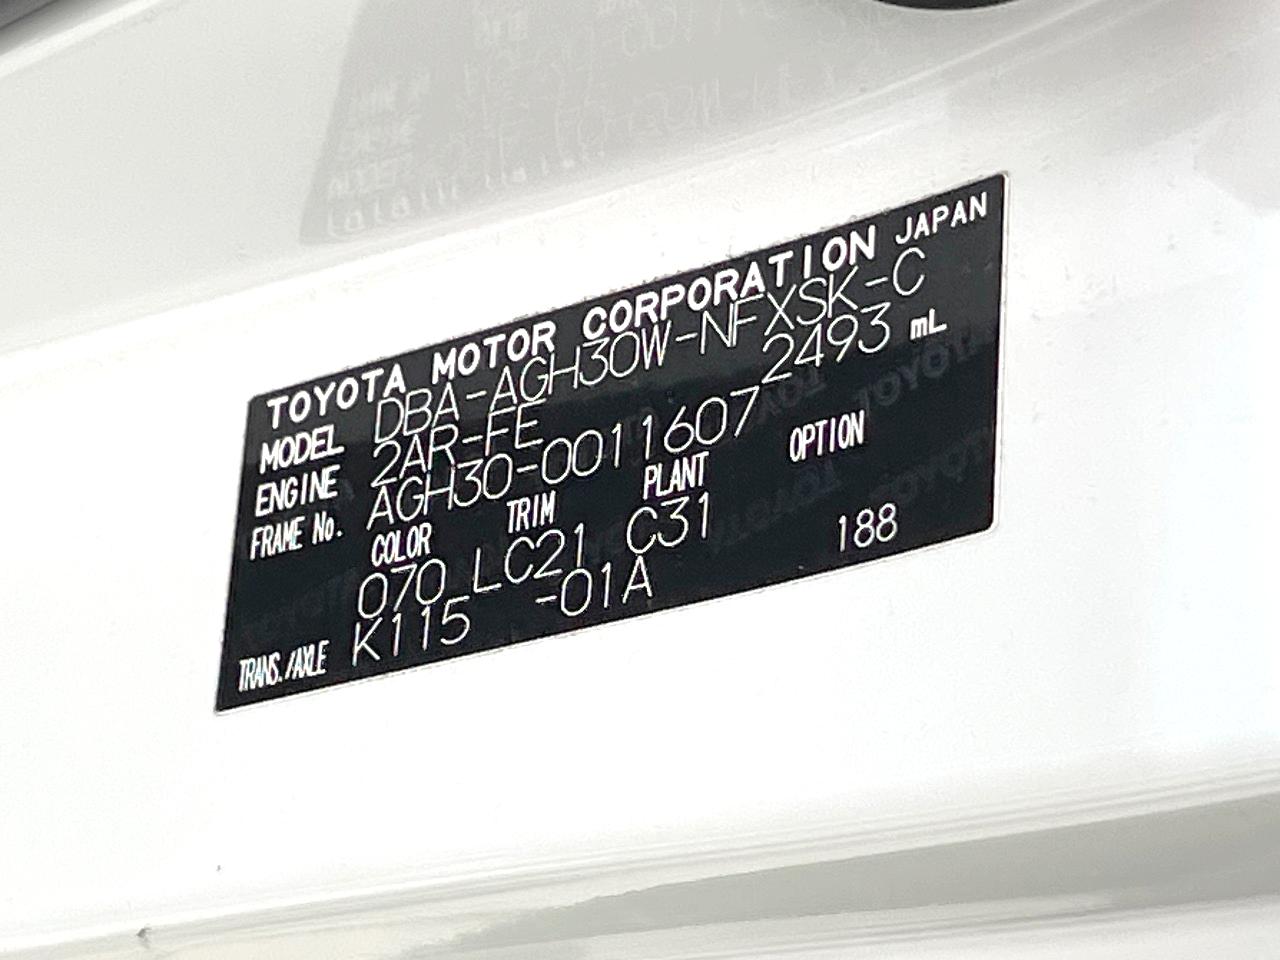 TOYOTA MOTOR CORPORATION JAPAN
MODEL DBA-AGH30W-NFXSK-C
ENGINE 2AR-FE 2493 mL
FRAME No. AGH30-0011607
COLOR TRIM PLANT OPTION
070 LC21 C31
TRANS./AXLE K115 -01A 188